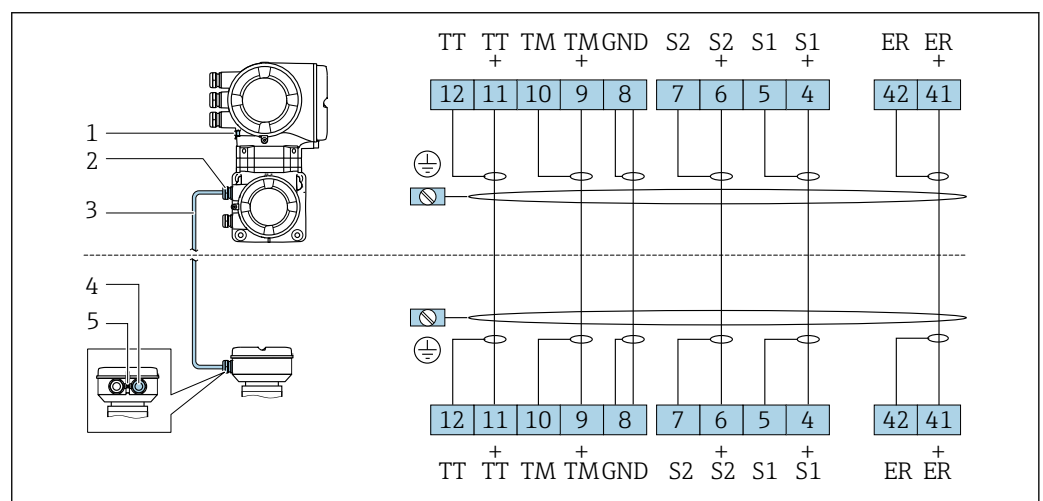 TT TT TM TM GND S2 S2 S1 S1 ER ER
+ + + + +
12 11 10 9 8 7 6 5 4 42 41
1
2
3
4
5
12 11 10 9 8 7 6 5 4 42 41
+ + + + +
TT TT TM TM GND S2 S2 S1 S1 ER ER